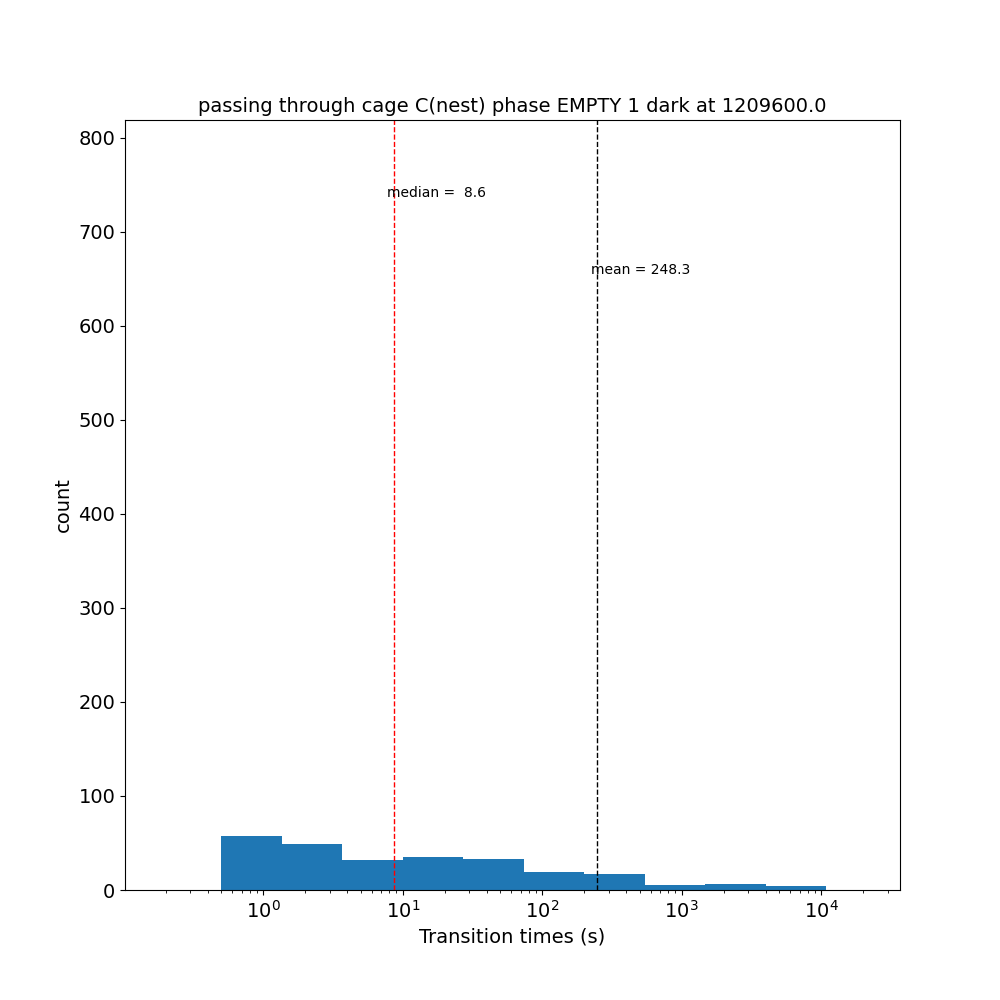 passing through cage C(nest) phase EMPTY 1 dark at 1209600.0
800
median =  8.6
700
mean = 248.3
600
500
count
400
300
200
100
0
10⁰ 10¹ 10² 10³ 10⁴
Transition times (s)